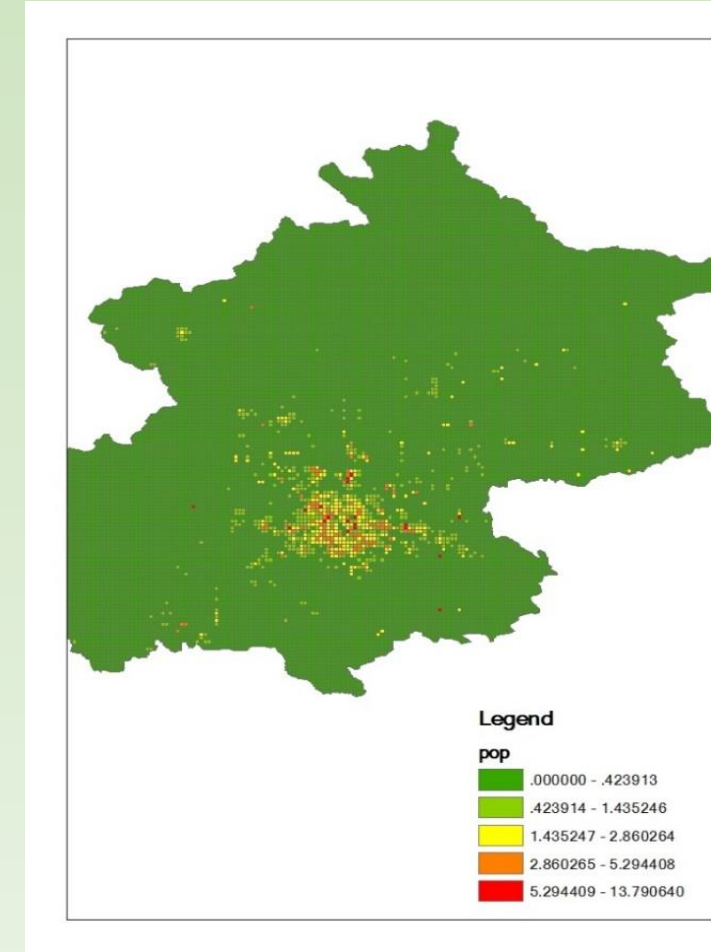 Legend
pop
.000000 - .423913
.423914 - 1.435246
1.435247 - 2.860264
2.860265 - 5.294408
5.294409 - 13.790640